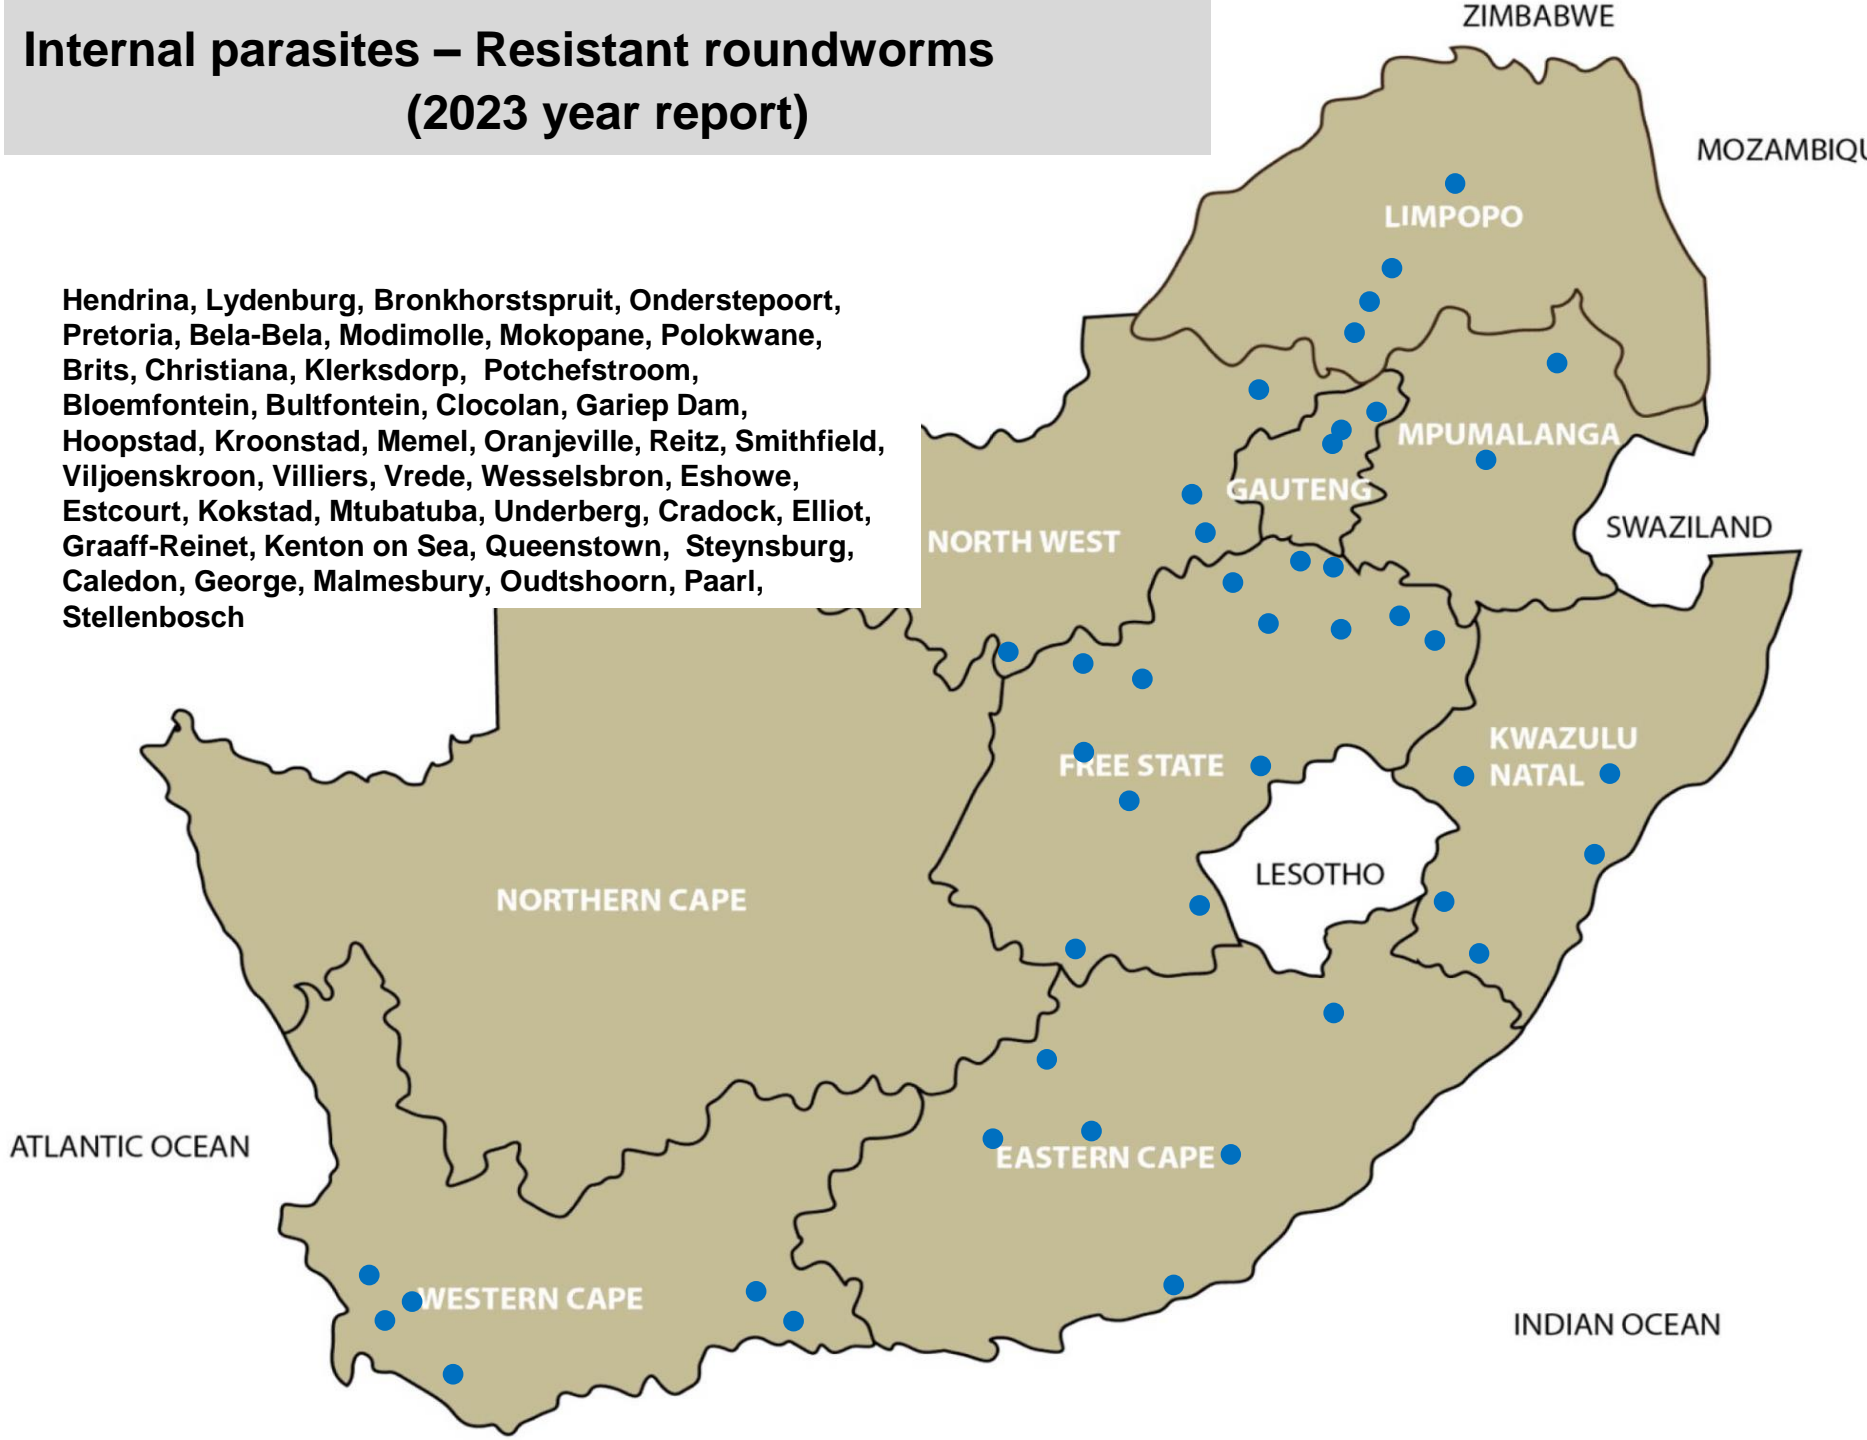 Internal parasites – Resistant roundworms
(2023 year report)
ZIMBABWE
MOZAMBIQU
LIMPOPO
Hendrina, Lydenburg, Bronkhorstspruit, Onderstepoort,
Pretoria, Bela-Bela, Modimolle, Mokopane, Polokwane,
Brits, Christiana, Klerksdorp, Potchefstroom,
Bloemfontein, Bultfontein, Clocolan, Gariep Dam,
Hoopstad, Kroonstad, Memel, Oranjeville, Reitz, Smithfield,
Viljoenskroon, Villiers, Vrede, Wesselsbron, Eshowe,
Estcourt, Kokstad, Mtubatuba, Underberg, Cradock, Elliot,
Graaff-Reinet, Kenton on Sea, Queenstown, Steynsburg,
Caledon, George, Malmesbury, Oudtshoorn, Paarl,
Stellenbosch
MPUMALANGA
GAUTENG
SWAZILAND
NORTH WEST
KWAZULU
NATAL
FREE STATE
LESOTHO
NORTHERN CAPE
ATLANTIC OCEAN
EASTERN CAPE
WESTERN CAPE
INDIAN OCEAN